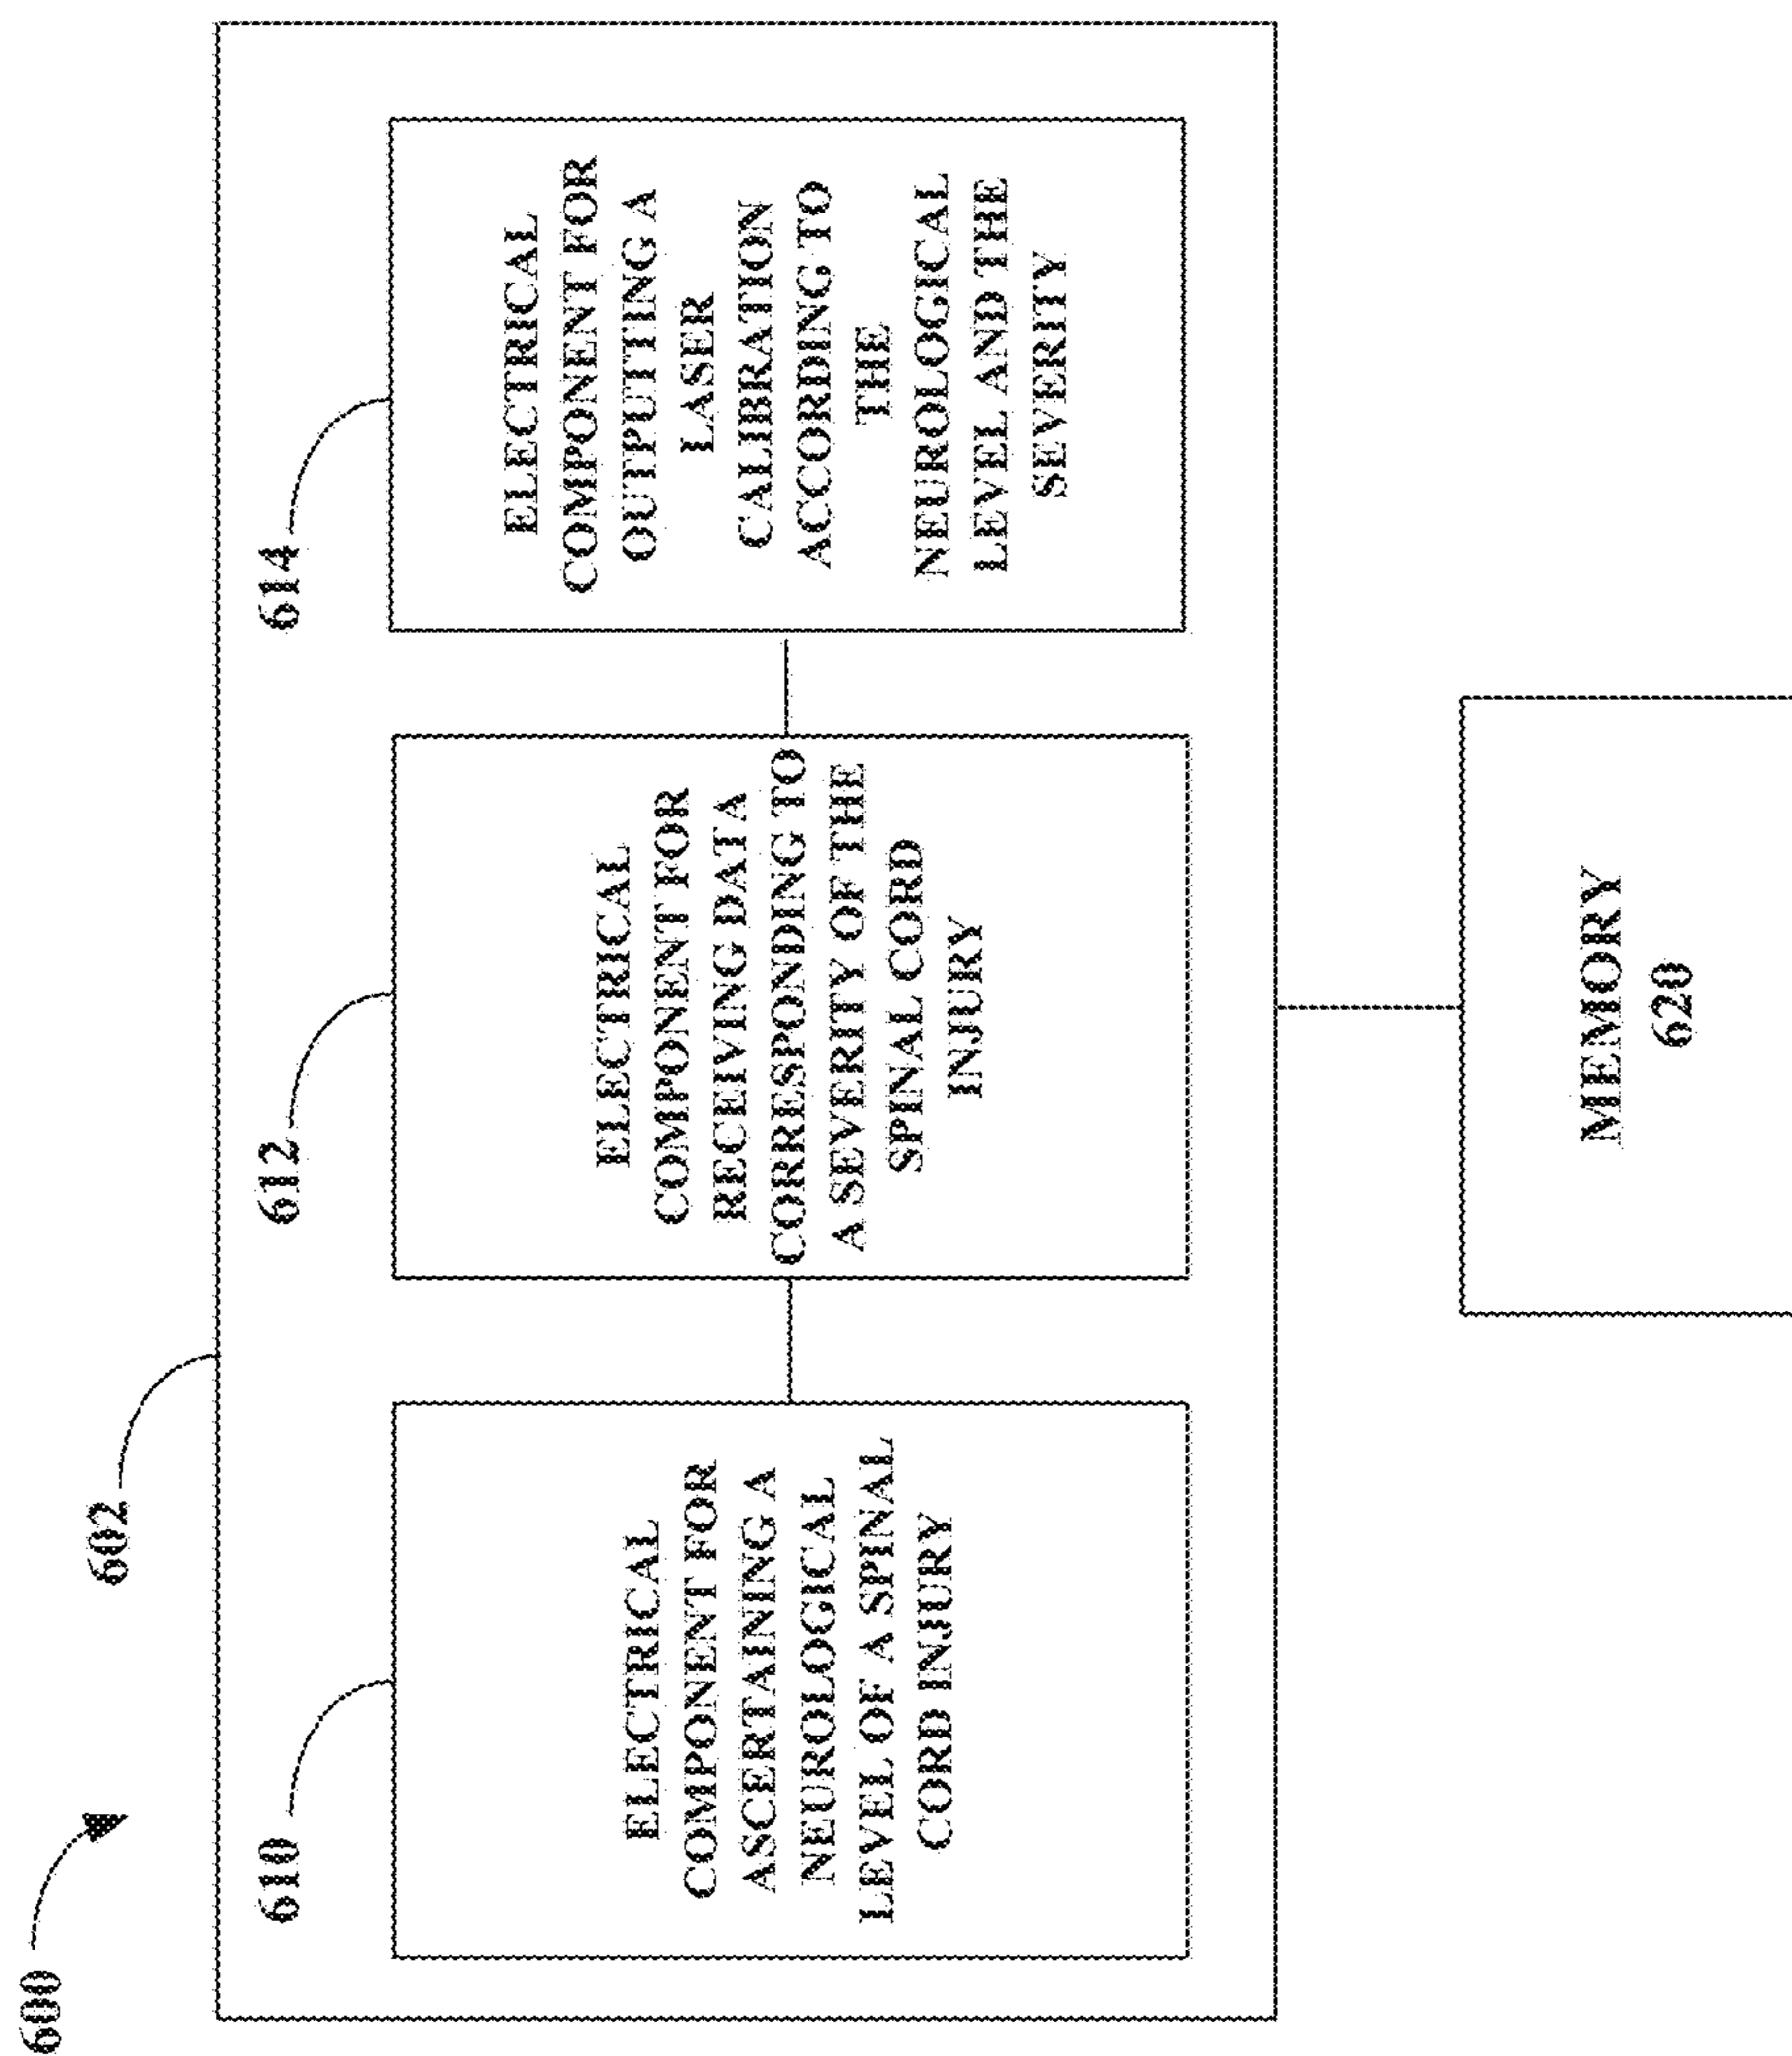 600
602
610
ELECTRICAL
COMPONENT FOR
ASCERTAINING A
NEUROLOGICAL
LEVEL OF A SPINAL
CORD INJURY
612
ELECTRICAL
COMPONENT FOR
RECEIVING DATA
CORRESPONDING TO
A SEVERITY OF THE
SPINAL CORD
INJURY
614
ELECTRICAL
COMPONENT FOR
OUTPUTING A
LASER
CALIBRATION
ACCORDING TO
THE
NEUROLOGICAL
LEVEL AND THE
SEVERITY
MEMORY
620